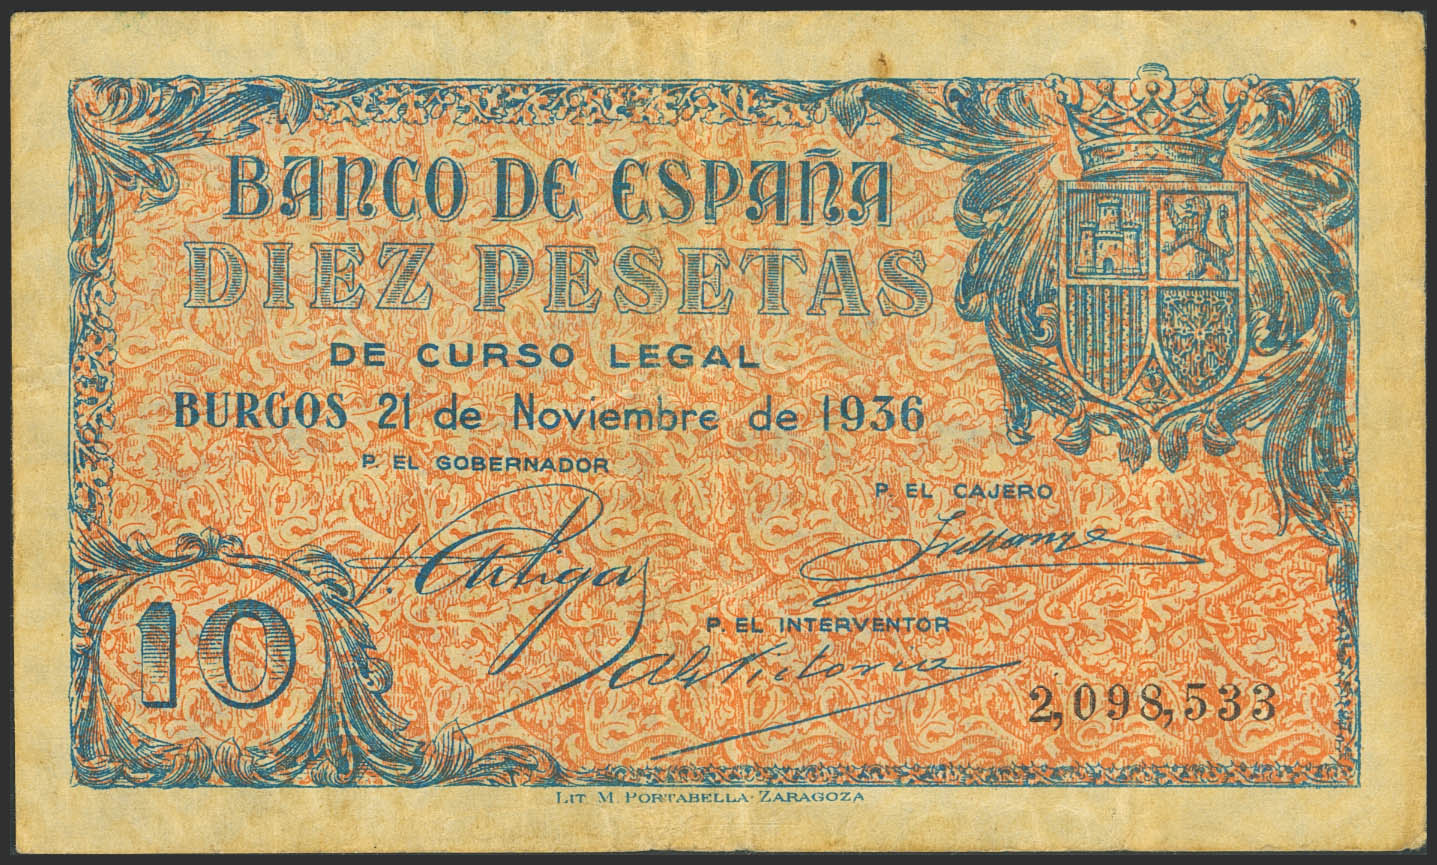 BANCO DE ESPAÑA
DIEZ PESETAS
DE CURSO LEGAL
BURGOS 21 de Noviembre de 1936
P. EL GOBERNADOR
P. EL CAJERO
P. EL INTERVENTOR
10
2,098,533
LIT. M. PORTABELLA · ZARAGOZA